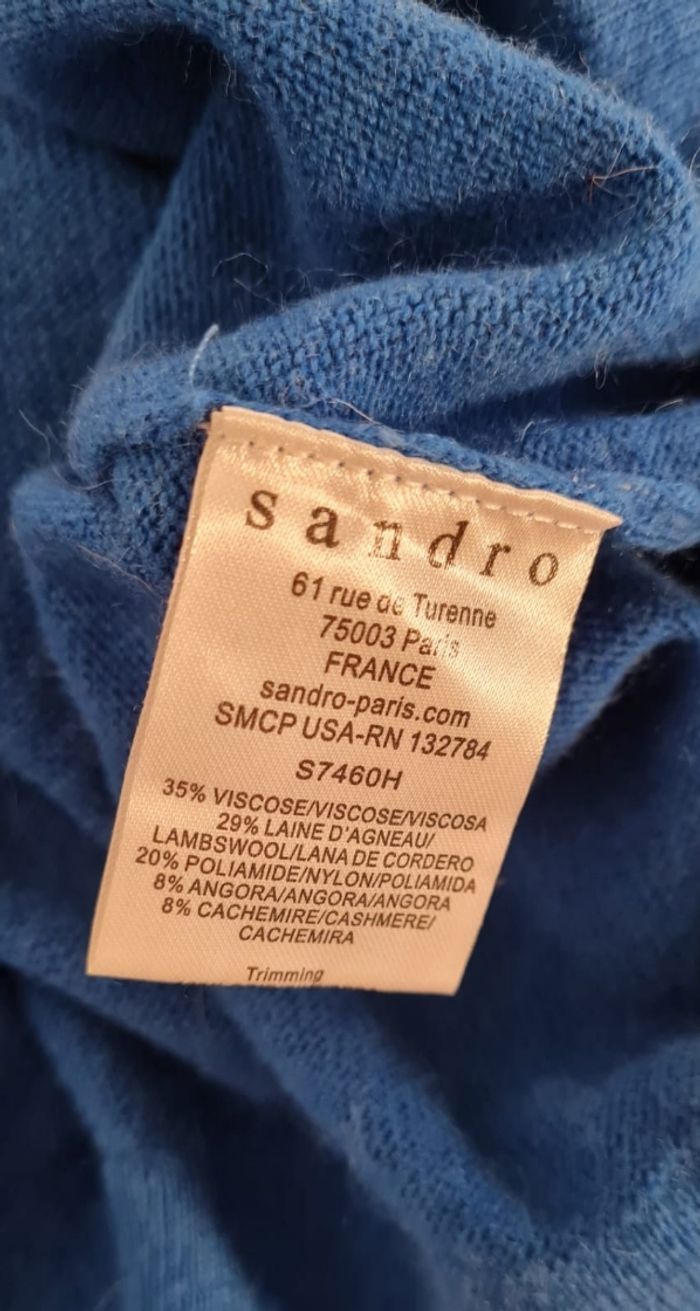 sandro
61 rue de Turenne
75003 Paris
FRANCE
sandro-paris.com
SMCP USA-RN 132784
S7460H
35% VISCOSE/VISCOSE/VISCOSA
29% LAINE D'AGNEAU/
LAMBSWOOL/LANA DE CORDERO
20% POLIAMIDE/NYLON/POLIAMIDA
8% ANGORA/ANGORA/ANGORA
8% CACHEMIRE/CASHMERE/
CACHEMIRA
Trimming